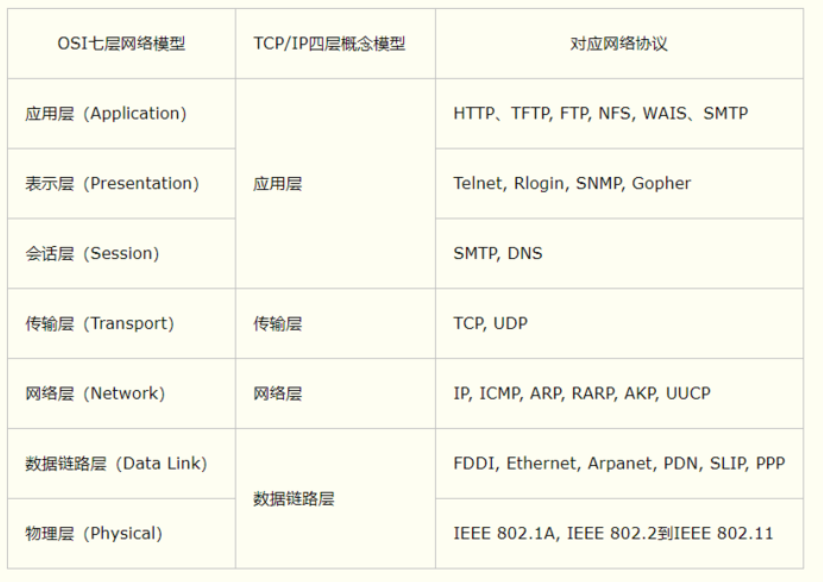 OSI七层网络模型 TCP/IP四层概念模型 对应网络协议
应用层 (Application) HTTP、TFTP, FTP, NFS, WAIS、SMTP
表示层 (Presentation) 应用层 Telnet, Rlogin, SNMP, Gopher
会话层 (Session) SMTP, DNS
传输层 (Transport) 传输层 TCP, UDP
网络层 (Network) 网络层 IP, ICMP, ARP, RARP, AKP, UUCP
数据链路层 (Data Link) FDDI, Ethernet, Arpanet, PDN, SLIP, PPP
数据链路层
物理层 (Physical) IEEE 802.1A, IEEE 802.2到IEEE 802.11